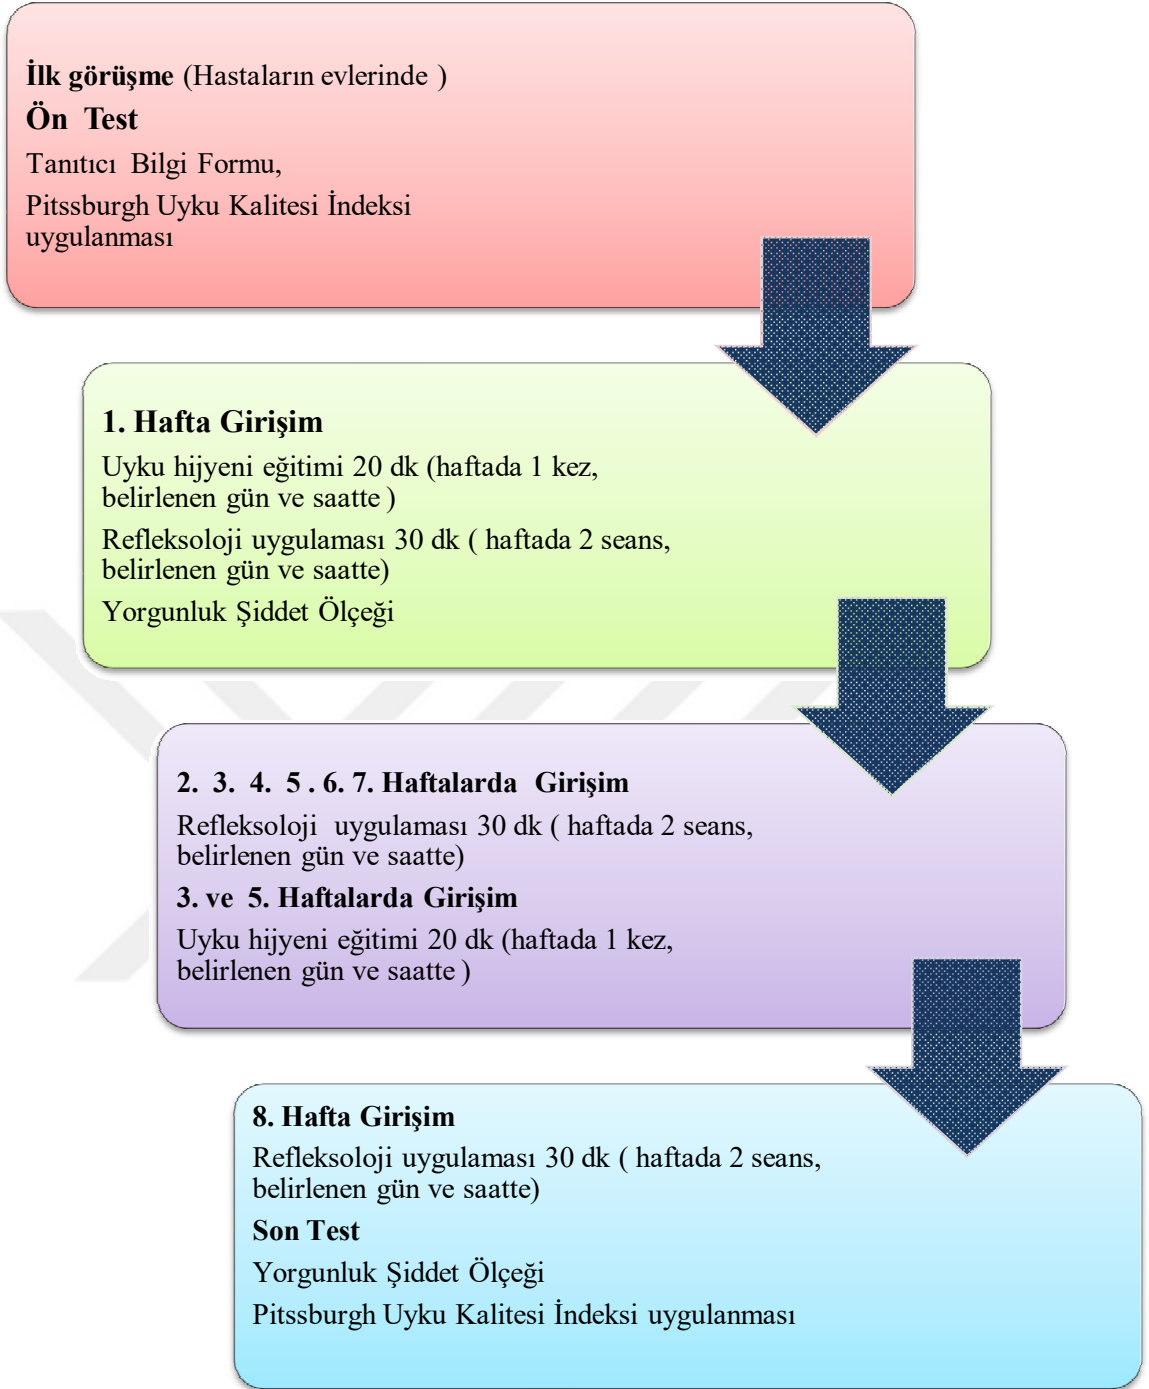 İlk görüşme (Hastaların evlerinde )
Ön Test
Tanıtıcı Bilgi Formu,
Pitssburgh Uyku Kalitesi İndeksi
uygulanması
1. Hafta Girişim
Uyku hijyeni eğitimi 20 dk (haftada 1 kez,
belirlenen gün ve saatte )
Refleksoloji uygulaması 30 dk ( haftada 2 seans,
belirlenen gün ve saatte)
Yorgunluk Şiddet Ölçeği
2. 3. 4. 5 . 6. 7. Haftalarda Girişim
Refleksoloji uygulaması 30 dk ( haftada 2 seans,
belirlenen gün ve saatte)
3. ve 5. Haftalarda Girişim
Uyku hijyeni eğitimi 20 dk (haftada 1 kez,
belirlenen gün ve saatte )
8. Hafta Girişim
Refleksoloji uygulaması 30 dk ( haftada 2 seans,
belirlenen gün ve saatte)
Son Test
Yorgunluk Şiddet Ölçeği
Pitssburgh Uyku Kalitesi İndeksi uygulanması